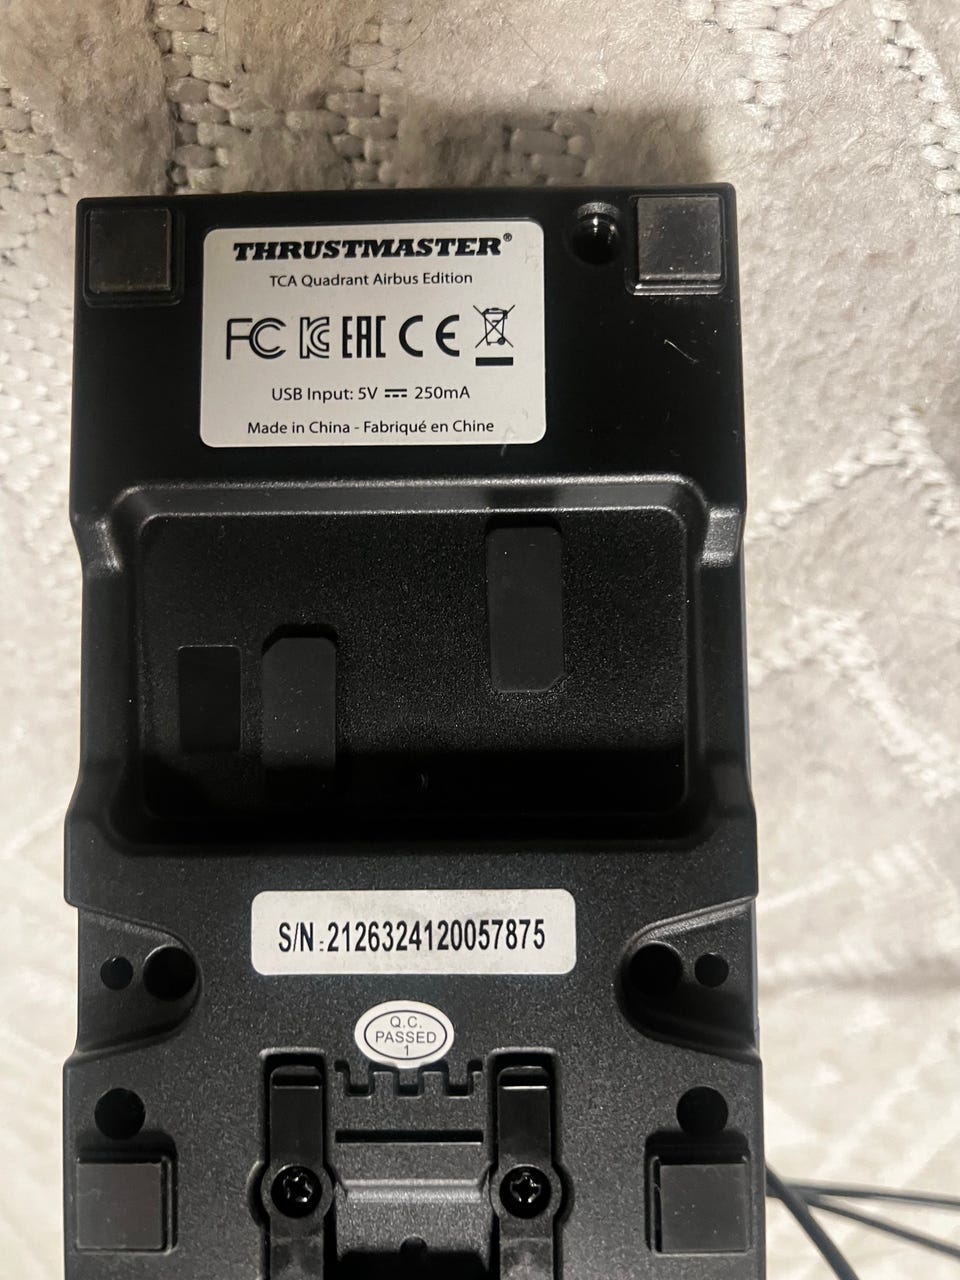 THRUSTMASTER®
TCA Quadrant Airbus Edition
FC KC EAC CE
USB Input: 5V ⎓ 250mA
Made in China - Fabriqué en Chine
S/N:2126324120057875
Q.C.
PASSED
1